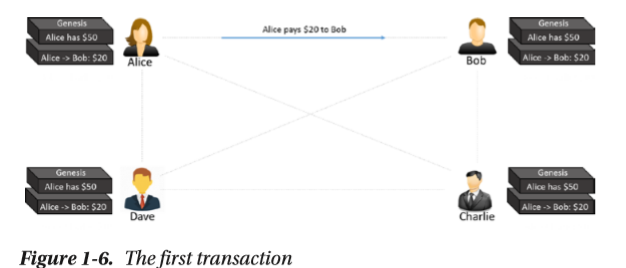 Genesis
Alice has $50
Alice -> Bob: $20
Alice
Alice pays $20 to Bob
Bob
Genesis
Alice has $50
Alice -> Bob: $20
Genesis
Alice has $50
Alice -> Bob: $20
Dave
Charlie
Genesis
Alice has $50
Alice -> Bob: $20
Figure 1-6. The first transaction